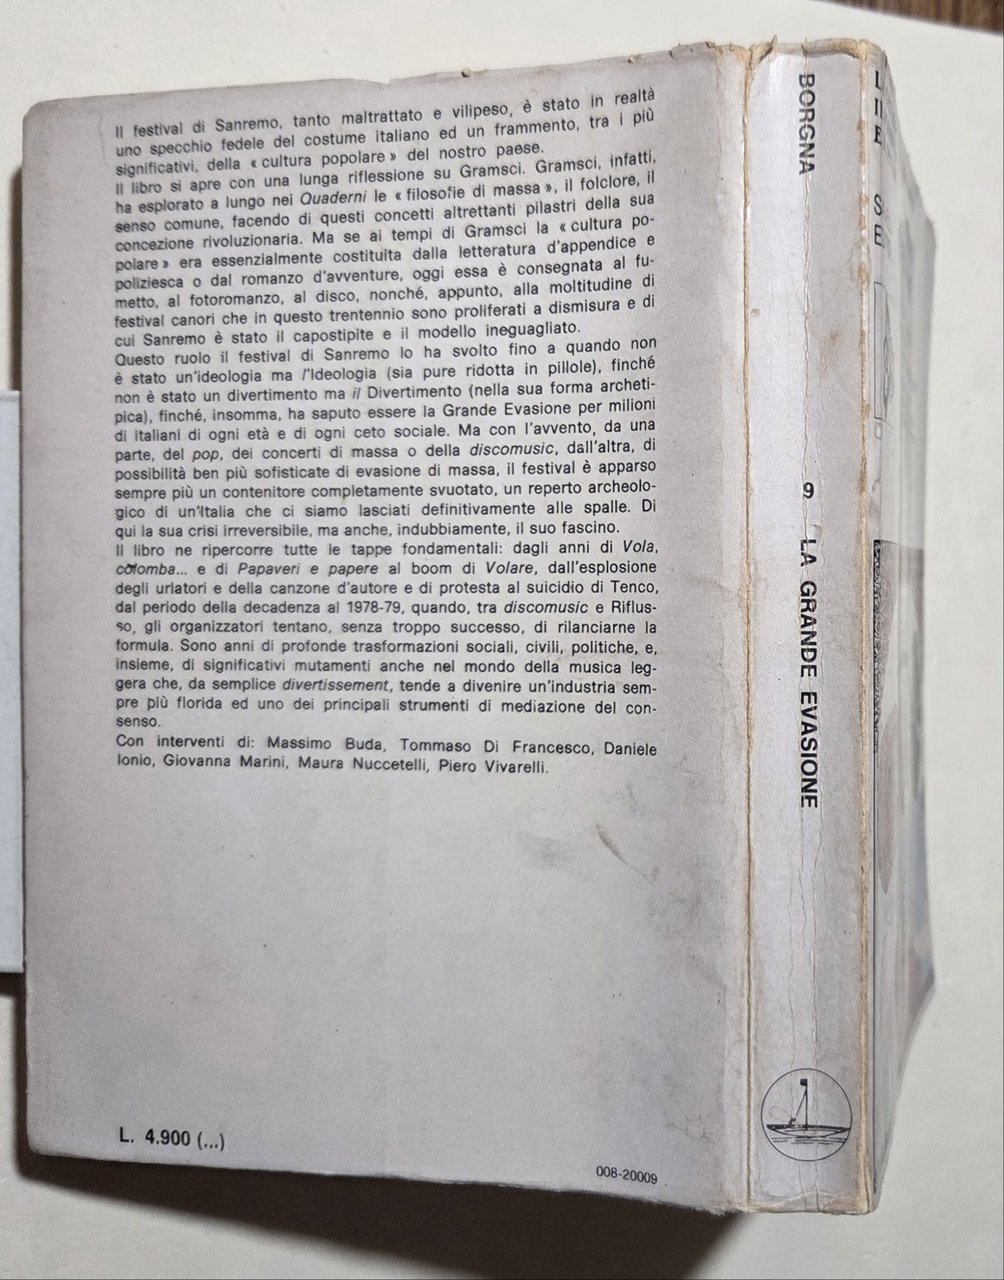 Il festival di Sanremo, tanto maltrattato e vilipeso, è stato in realtà
uno specchio fedele del costume italiano ed un frammento, tra i più
significativi, della « cultura popolare » del nostro paese.
Il libro si apre con una lunga riflessione su Gramsci. Gramsci, infatti,
ha esplorato a lungo nei Quaderni le « filosofie di massa », il folclore, il
senso comune, facendo di questi concetti altrettanti pilastri della sua
concezione rivoluzionaria. Ma se ai tempi di Gramsci la « cultura po-
polare » era essenzialmente costituita dalla letteratura d'appendice e
poliziesca o dal romanzo d'avventure, oggi essa è consegnata al fu-
metto, al fotoromanzo, al disco, nonché, appunto, alla moltitudine di
festival canori che in questo trentennio sono proliferati a dismisura e di
cui Sanremo è stato il capostipite e il modello ineguagliato.
Questo ruolo il festival di Sanremo lo ha svolto fino a quando non
è stato un'ideologia ma l'Ideologia (sia pure ridotta in pillole), finché
non è stato un divertimento ma il Divertimento (nella sua forma archeti-
pica), finché, insomma, ha saputo essere la Grande Evasione per milioni
di italiani di ogni età e di ogni ceto sociale. Ma con l'avvento, da una
parte, del pop, dei concerti di massa o della discomusic, dall'altra, di
possibilità ben più sofisticate di evasione di massa, il festival è apparso
sempre più un contenitore completamente svuotato, un reperto archeolo-
gico di un'Italia che ci siamo lasciati definitivamente alle spalle. Di
qui la sua crisi irreversibile, ma anche, indubbiamente, il suo fascino.
Il libro ne ripercorre tutte le tappe fondamentali: dagli anni di Vola,
colomba... e di Papaveri e papere al boom di Volare, dall'esplosione
degli urlatori e della canzone d'autore e di protesta al suicidio di Tenco,
dal periodo della decadenza al 1978-79, quando, tra discomusic e Riflus-
so, gli organizzatori tentano, senza troppo successo, di rilanciarne la
formula. Sono anni di profonde trasformazioni sociali, civili, politiche, e,
insieme, di significativi mutamenti anche nel mondo della musica leg-
gera che, da semplice divertissement, tende a divenire un'industria sem-
pre più florida ed uno dei principali strumenti di mediazione del con-
senso.
Con interventi di: Massimo Buda, Tommaso Di Francesco, Daniele
Ionio, Giovanna Marini, Maura Nuccetelli, Piero Vivarelli.
L. 4.900 (...)
008-20009
BORGNA
9. LA GRANDE EVASIONE